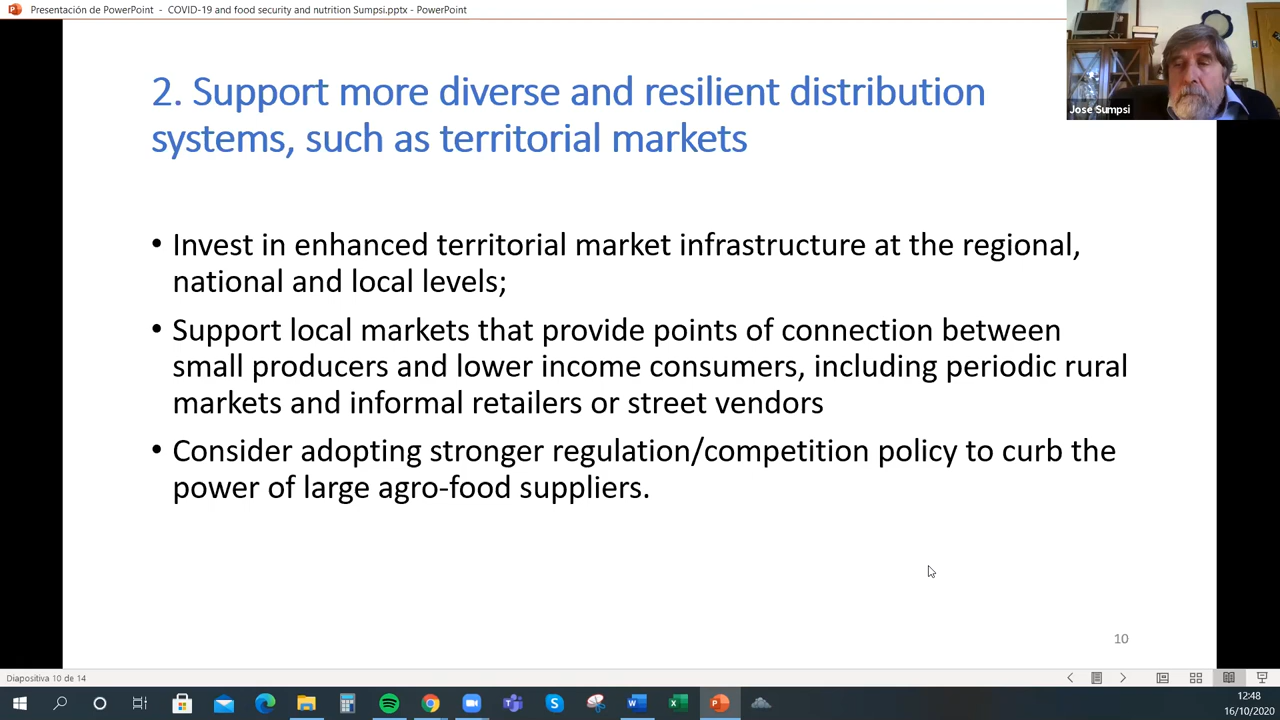 Presentación de PowerPoint - COVID-19 and food security and nutrition Sumpsi.pptx - PowerPoint
Jose Sumpsi
2. Support more diverse and resilient distribution
systems, such as territorial markets
• Invest in enhanced territorial market infrastructure at the regional,
national and local levels;
• Support local markets that provide points of connection between
small producers and lower income consumers, including periodic rural
markets and informal retailers or street vendors
• Consider adopting stronger regulation/competition policy to curb the
power of large agro-food suppliers.
10
Diapositiva 10 de 14
12:48
16/10/2020